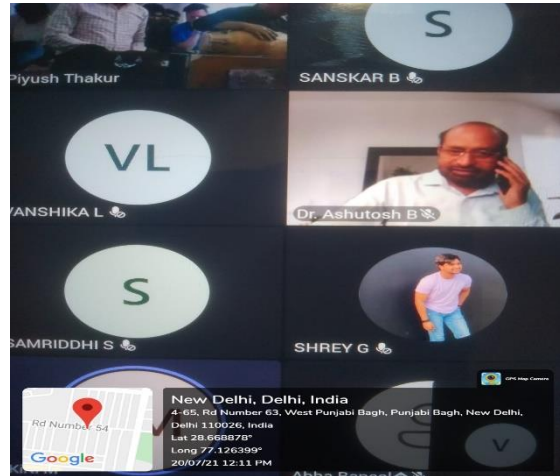 S
Piyush Thakur
SANSKAR B
VL
VANSHIKA L
Dr. Ashutosh B
S
SAMRIDDHI S
SHREY G
GPS Map Camera
New Delhi, Delhi, India
4-65, Rd Number 63, West Punjabi Bagh, Punjabi Bagh, New Delhi,
Delhi 110026, India
Lat 28.668878°
Long 77.126399°
20/07/21 12:11 PM
Rd Number 54
Google
V